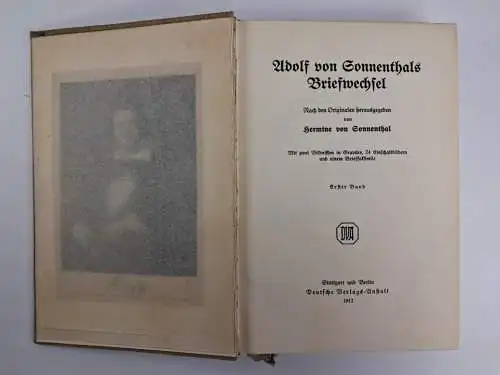 Adolf von Sonnenthals
Briefwechsel
Nach den Originalen herausgegeben
von
Hermine von Sonnenthal
Mit zwei Bildnissen in Gravüre, 24 Einschaltbildern
und einem Brieffaksimile
Erster Band
DVA
Stuttgart und Berlin
Deutsche Verlags-Anstalt
1912